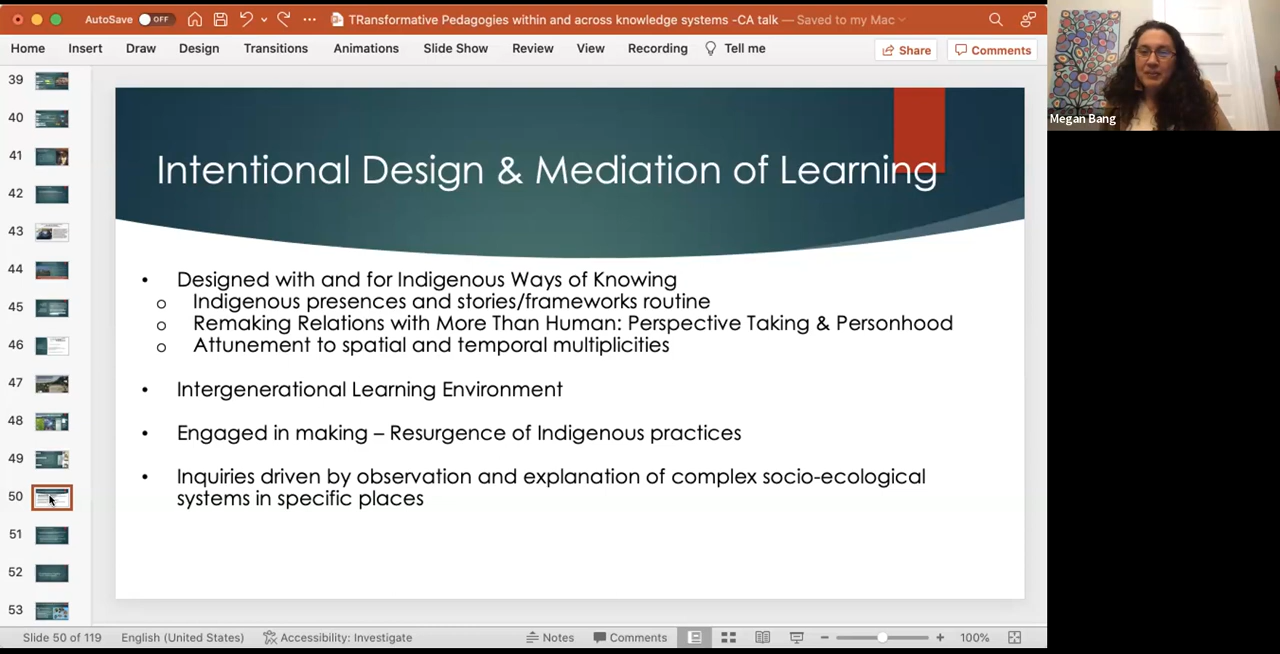 AutoSave OFF
TRansformative Pedagogies within and across knowledge systems -CA talk — Saved to my Mac
Home Insert Draw Design Transitions Animations Slide Show Review View Recording Tell me Share Comments
39
40
41
42
43
44
45
46
47
48
49
50
51
52
53
Intentional Design & Mediation of Learning
• Designed with and for Indigenous Ways of Knowing
o Indigenous presences and stories/frameworks routine
o Remaking Relations with More Than Human: Perspective Taking & Personhood
o Attunement to spatial and temporal multiplicities
• Intergenerational Learning Environment
• Engaged in making – Resurgence of Indigenous practices
• Inquiries driven by observation and explanation of complex socio-ecological
systems in specific places
Megan Bang
Slide 50 of 119 English (United States) Accessibility: Investigate Notes Comments 100%